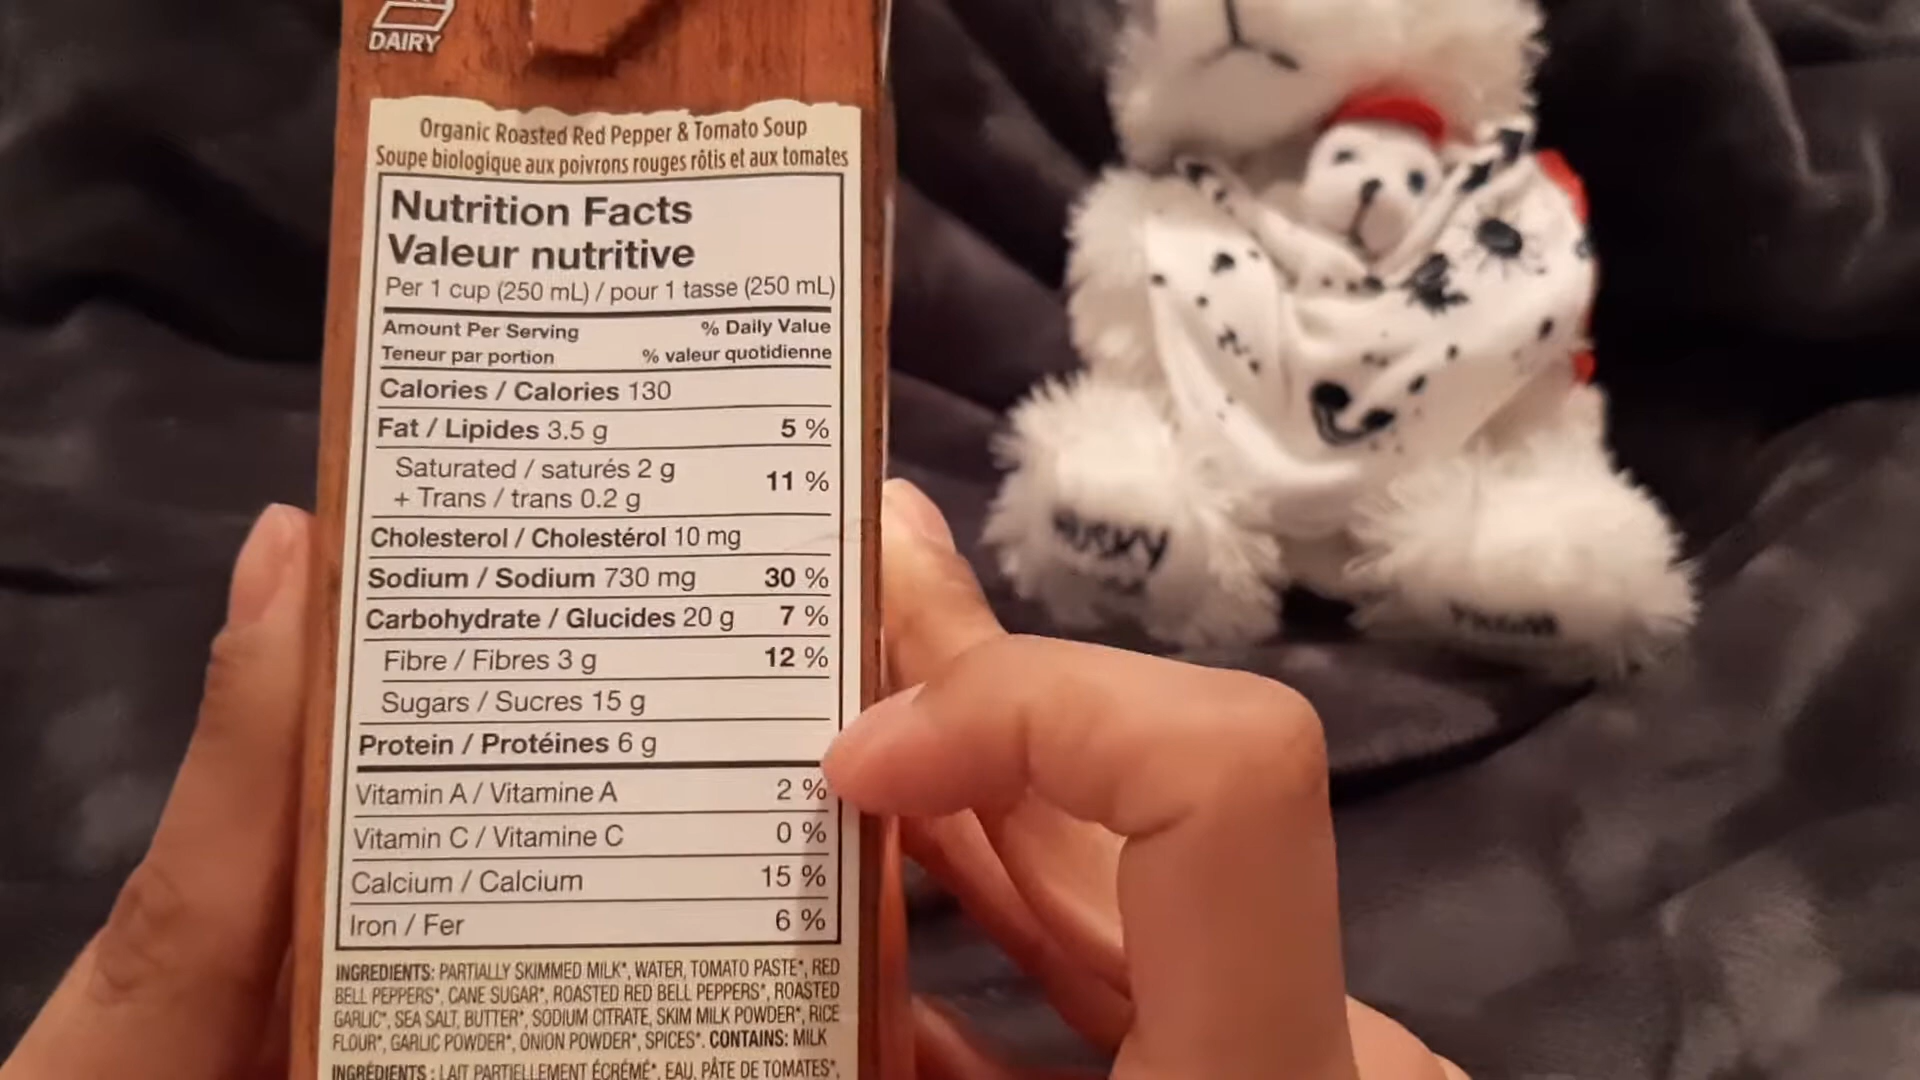 DAIRY
Organic Roasted Red Pepper & Tomato Soup
Soupe biologique aux poivrons rouges rôtis et aux tomates
Nutrition Facts
Valeur nutritive
Per 1 cup (250 mL) / pour 1 tasse (250 mL)
Amount Per Serving % Daily Value
Teneur par portion % valeur quotidienne
Calories / Calories 130
Fat / Lipides 3.5 g 5 %
Saturated / saturés 2 g
+ Trans / trans 0.2 g 11 %
Cholesterol / Cholestérol 10 mg
Sodium / Sodium 730 mg 30 %
Carbohydrate / Glucides 20 g 7 %
Fibre / Fibres 3 g 12 %
Sugars / Sucres 15 g
Protein / Protéines 6 g
Vitamin A / Vitamine A 2 %
Vitamin C / Vitamine C 0 %
Calcium / Calcium 15 %
Iron / Fer 6 %
INGREDIENTS: PARTIALLY SKIMMED MILK*, WATER, TOMATO PASTE*, RED
BELL PEPPERS*, CANE SUGAR*, ROASTED RED BELL PEPPERS*, ROASTED
GARLIC*, SEA SALT, BUTTER*, SODIUM CITRATE, SKIM MILK POWDER*, RICE
FLOUR*, GARLIC POWDER*, ONION POWDER*, SPICES*. CONTAINS: MILK
INGRÉDIENTS : LAIT PARTIELLEMENT ÉCRÉMÉ*, EAU, PÂTE DE TOMATES*,
HUSKY